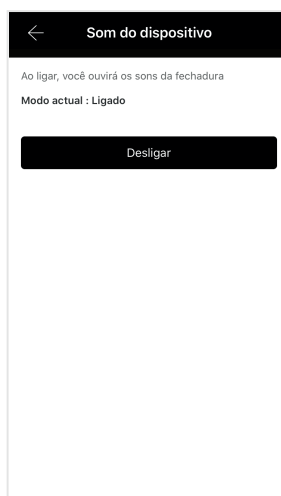 Som do dispositivo
Ao ligar, você ouvirá os sons da fechadura
Modo actual : Ligado
Desligar